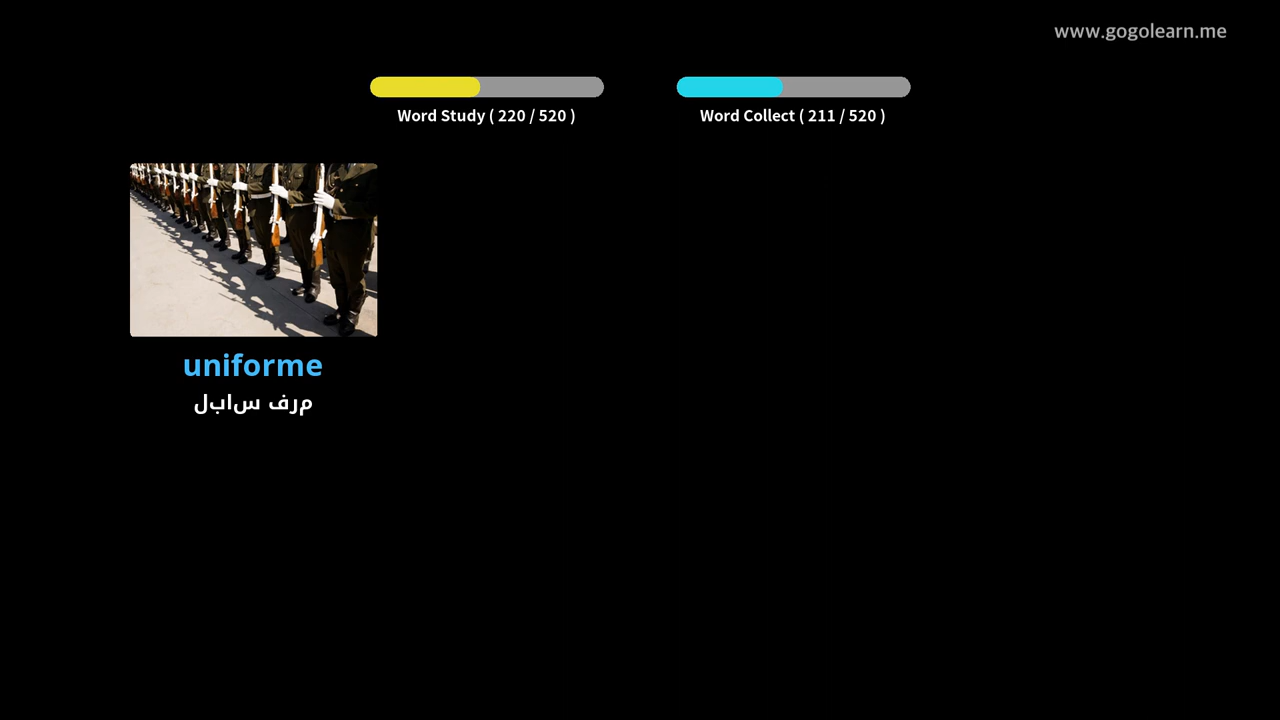 www.gogolearn.me
Word Study ( 220 / 520 )
Word Collect ( 211 / 520 )
uniforme
مرف سابل